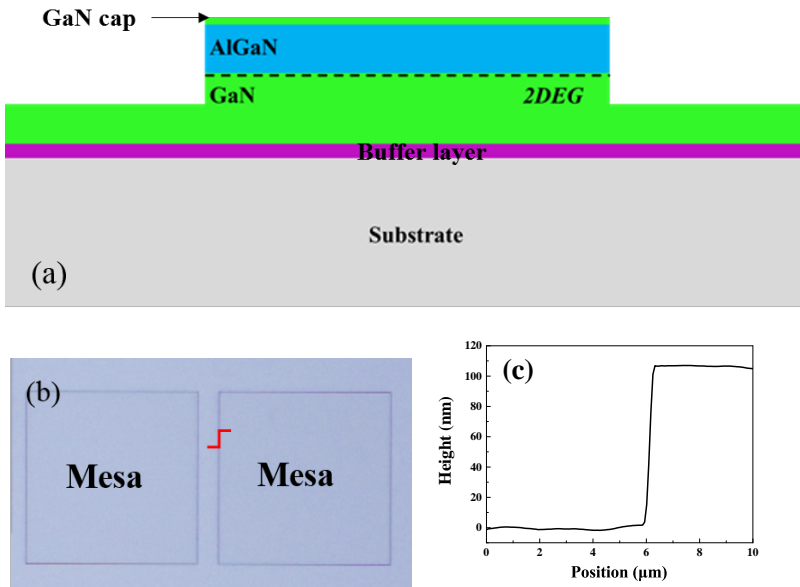 GaN cap
AlGaN
GaN 2DEG
Buffer layer
Substrate
(a)
(b)
Mesa Mesa
(c)
120
100
80
60
40
20
0
Height (nm)
0 2 4 6 8 10
Position (μm)